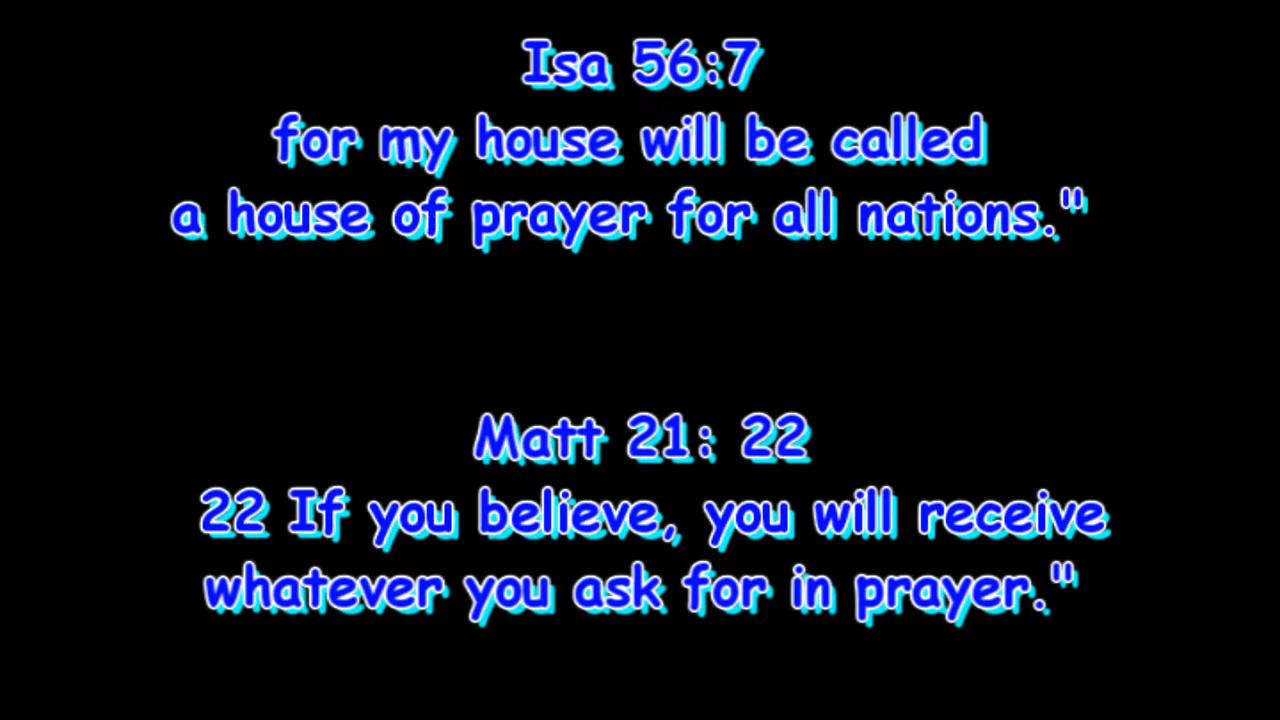 Isa 56:7
for my house will be called
a house of prayer for all nations."
Matt 21: 22
22 If you believe, you will receive
whatever you ask for in prayer."